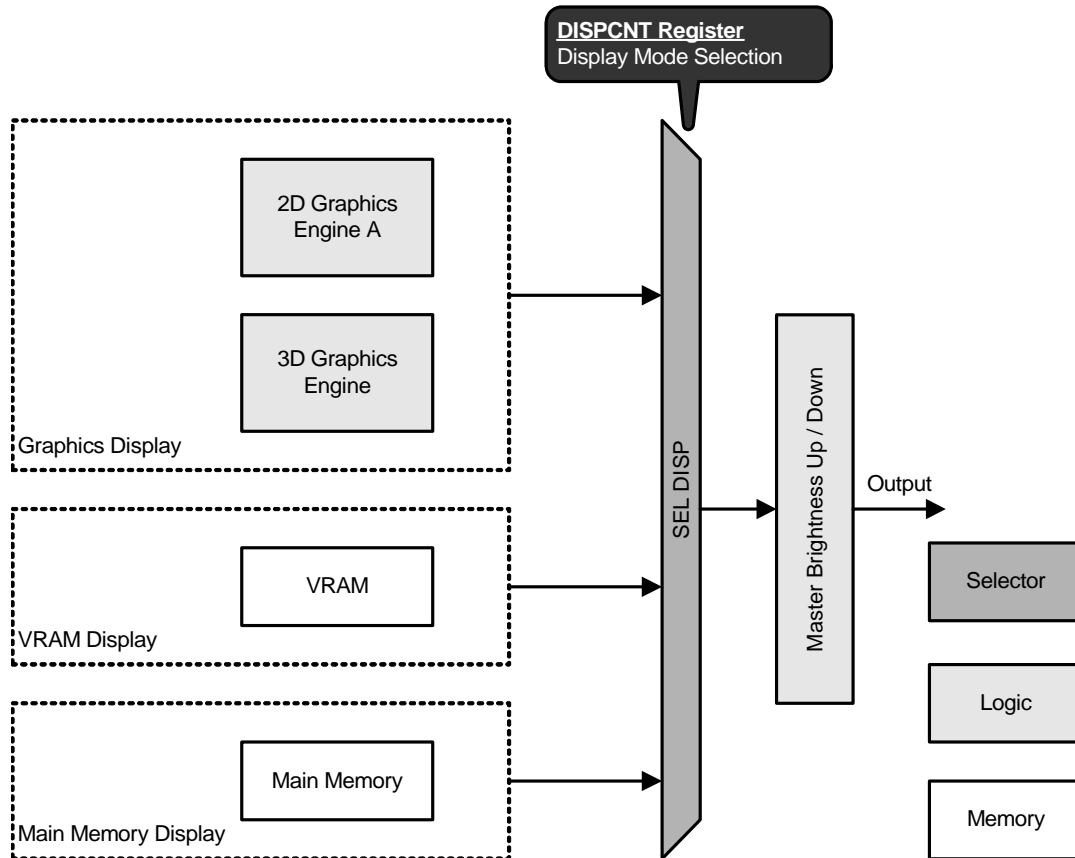 DISPCNT Register
Display Mode Selection
2D Graphics
Engine A
3D Graphics
Engine
Graphics Display
SEL DISP
Master Brightness Up / Down
Output
VRAM
VRAM Display
Selector
Logic
Main Memory
Main Memory Display
Memory